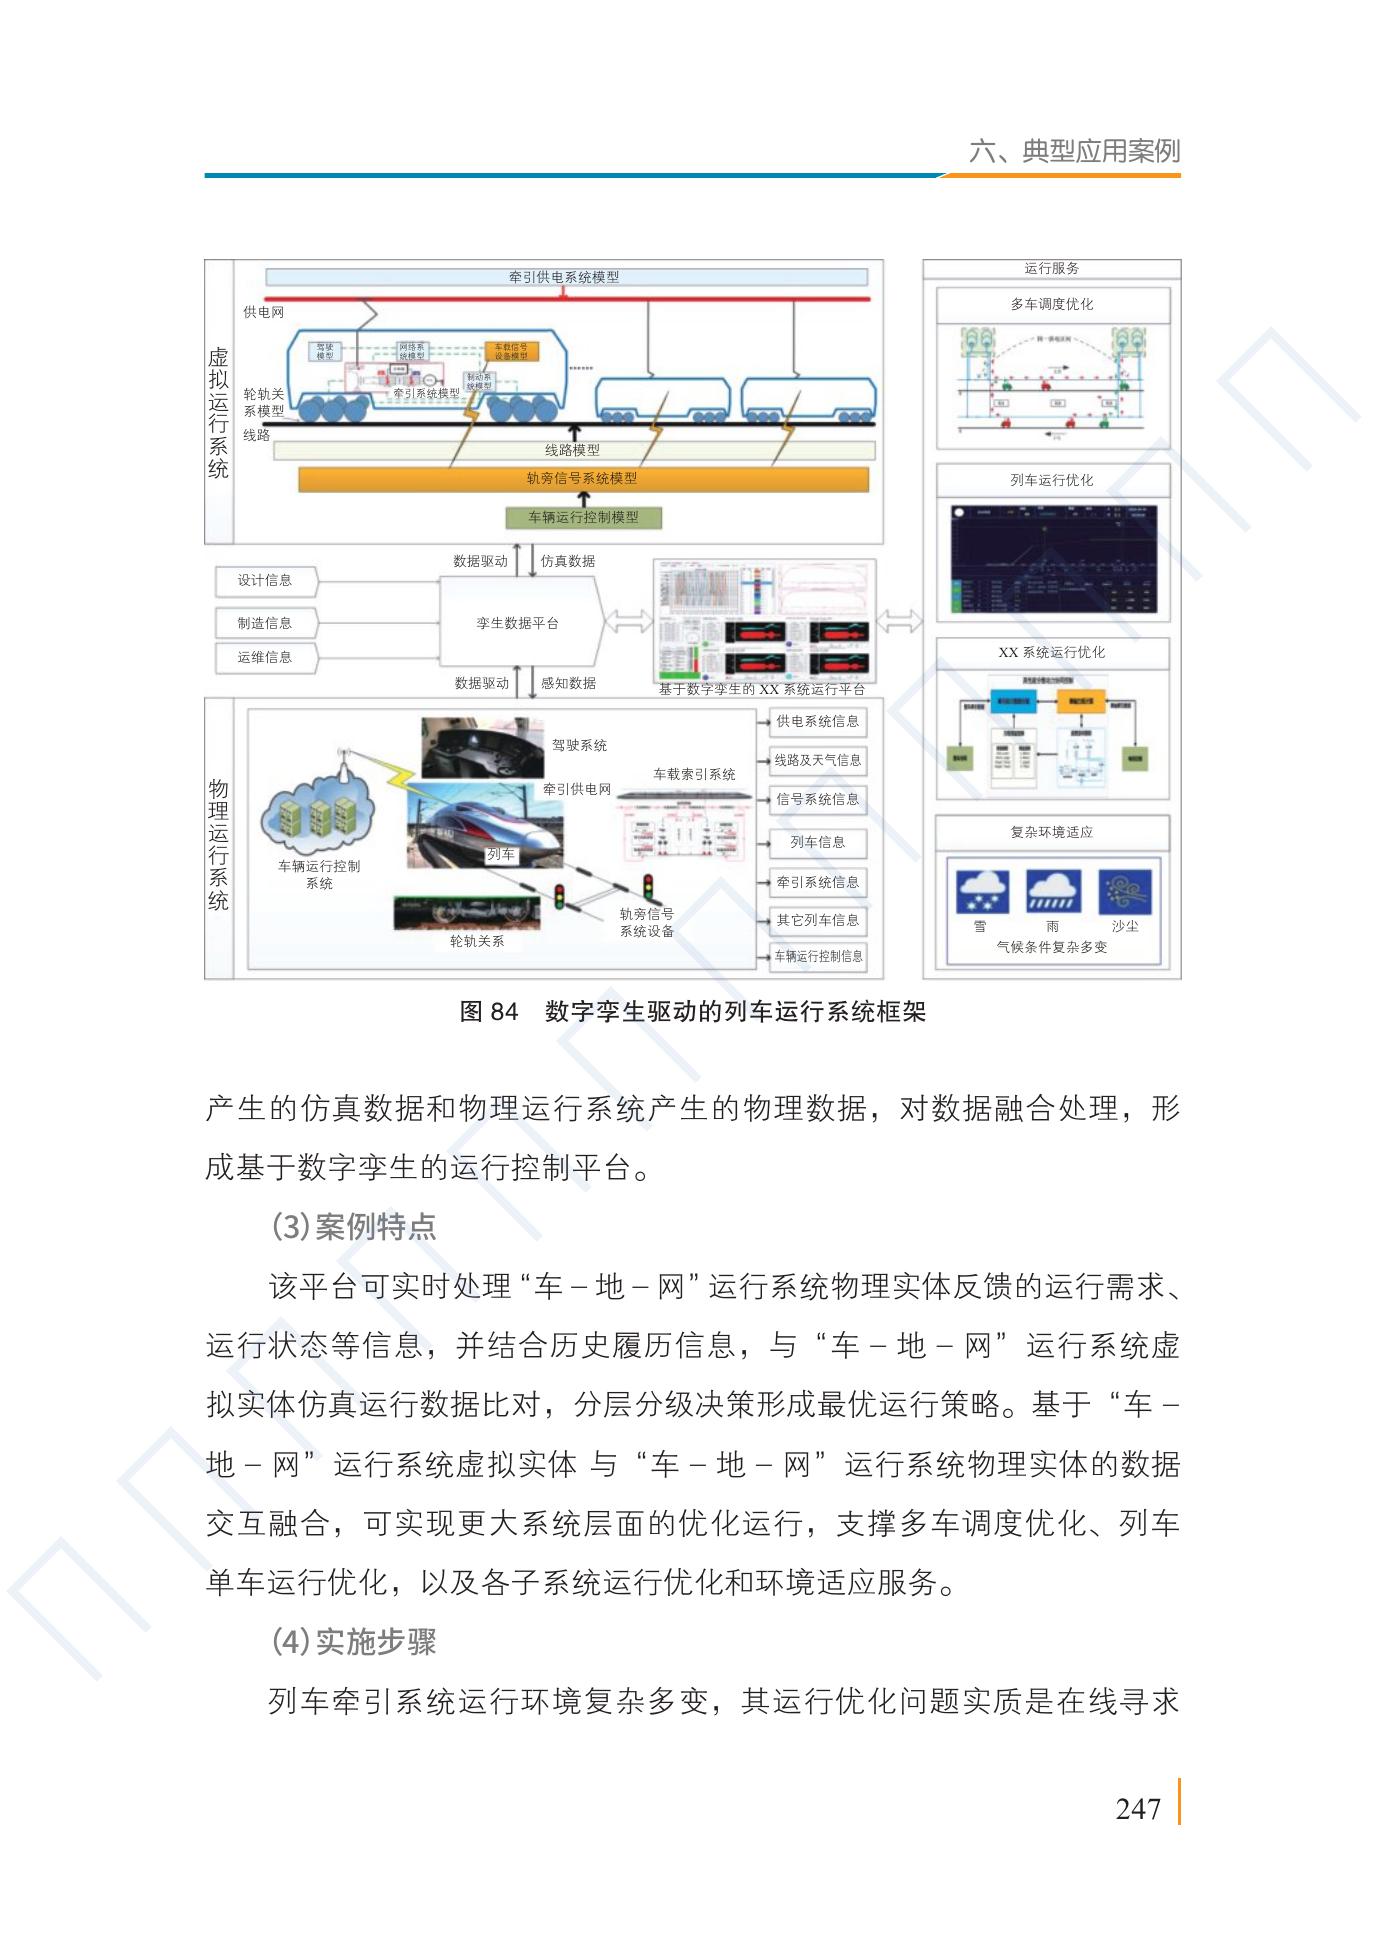 六、典型应用案例
虚拟运行系统
牵引供电系统模型
供电网
驾驶
模型
网络系
统模型
车载信号
设备模型
制动系
统模型
牵引系统模型
轮轨关
系模型
线路
线路模型
轨旁信号系统模型
车辆运行控制模型
数据驱动
仿真数据
设计信息
制造信息
运维信息
孪生数据平台
基于数字孪生的 XX 系统运行平台
数据驱动
感知数据
物理运行系统
车辆运行控制
系统
驾驶系统
牵引供电网
列车
轮轨关系
车载索引系统
轨旁信号
系统设备
供电系统信息
线路及天气信息
信号系统信息
列车信息
牵引系统信息
其它列车信息
车辆运行控制信息
运行服务
多车调度优化
列车运行优化
XX 系统运行优化
复杂环境适应
雪
雨
沙尘
气候条件复杂多变
图 84 数字孪生驱动的列车运行系统框架
产生的仿真数据和物理运行系统产生的物理数据，对数据融合处理，形
成基于数字孪生的运行控制平台。
(3)案例特点
该平台可实时处理“车－地－网”运行系统物理实体反馈的运行需求、
运行状态等信息，并结合历史履历信息，与“车－地－网”运行系统虚
拟实体仿真运行数据比对，分层分级决策形成最优运行策略。基于“车－
地－网”运行系统虚拟实体 与“车－地－网”运行系统物理实体的数据
交互融合，可实现更大系统层面的优化运行，支撑多车调度优化、列车
单车运行优化，以及各子系统运行优化和环境适应服务。
(4)实施步骤
列车牵引系统运行环境复杂多变，其运行优化问题实质是在线寻求
247